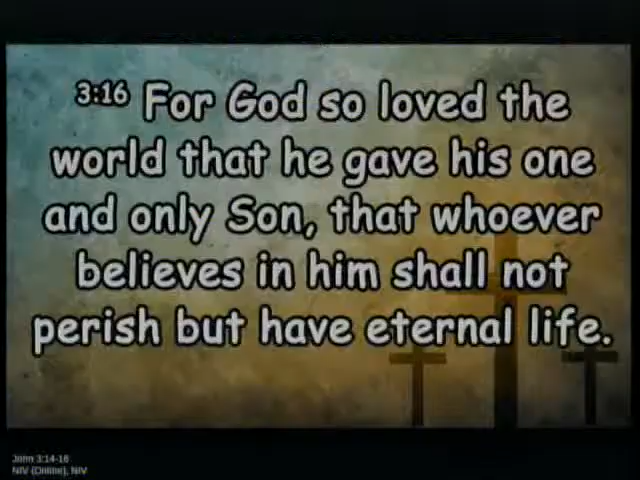 3:16 For God so loved the
world that he gave his one
and only Son, that whoever
believes in him shall not
perish but have eternal life.
John 3:14-16
NIV (Online), NIV